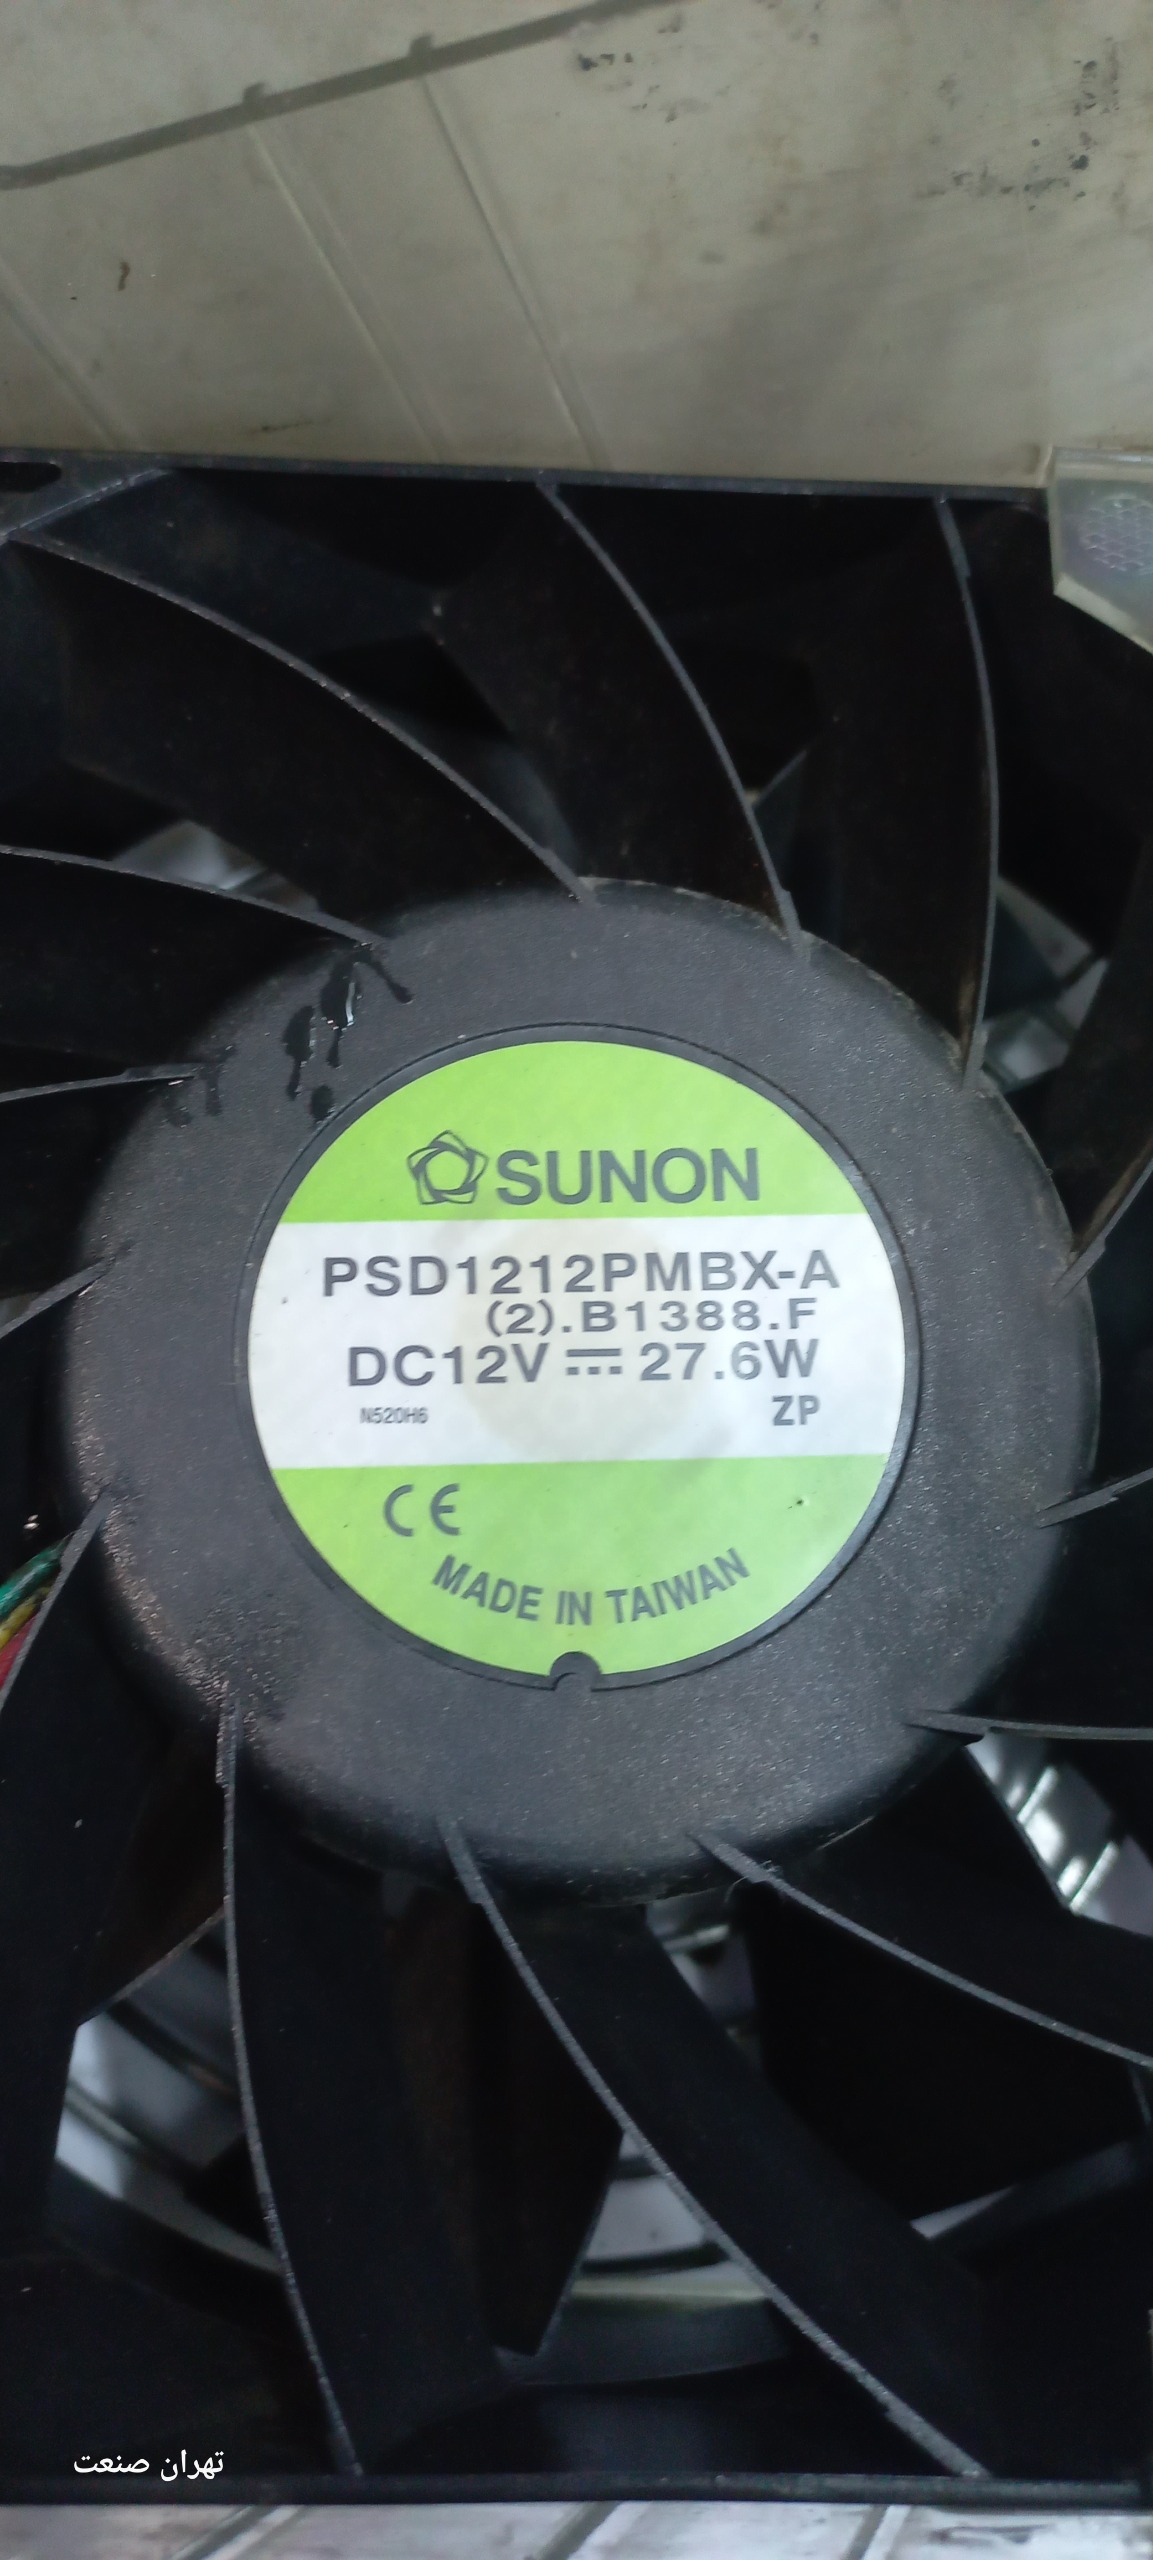 SUNON
PSD1212PMBX-A
(2).B1388.F
DC12V ⎓ 27.6W
N520H6 ZP
CE
MADE IN TAIWAN
تهران صنعت